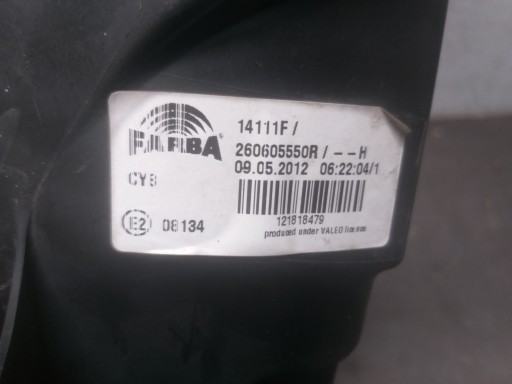 14111F /
FARBA
260605550R / - - H
09.05.2012 06:22:04/1
CYB
121818479
E2 08134
produced under VALEO license